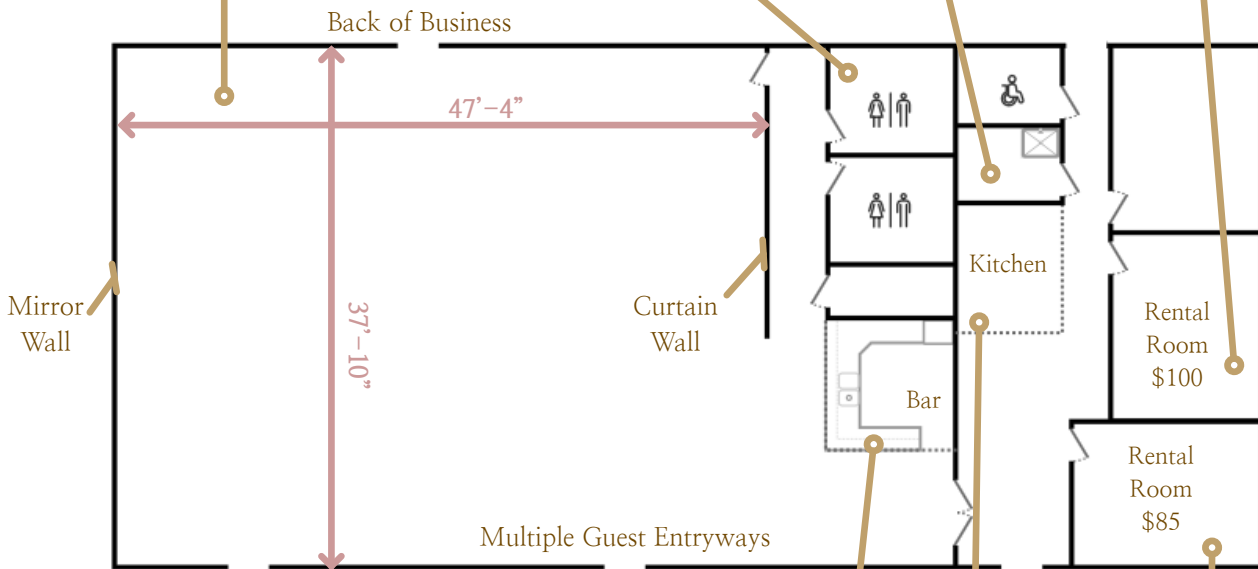 Back of Business
47’-4”
37’-10”
Mirror
Wall
Curtain
Wall
Kitchen
Bar
Rental
Room
$100
Rental
Room
$85
Multiple Guest Entryways